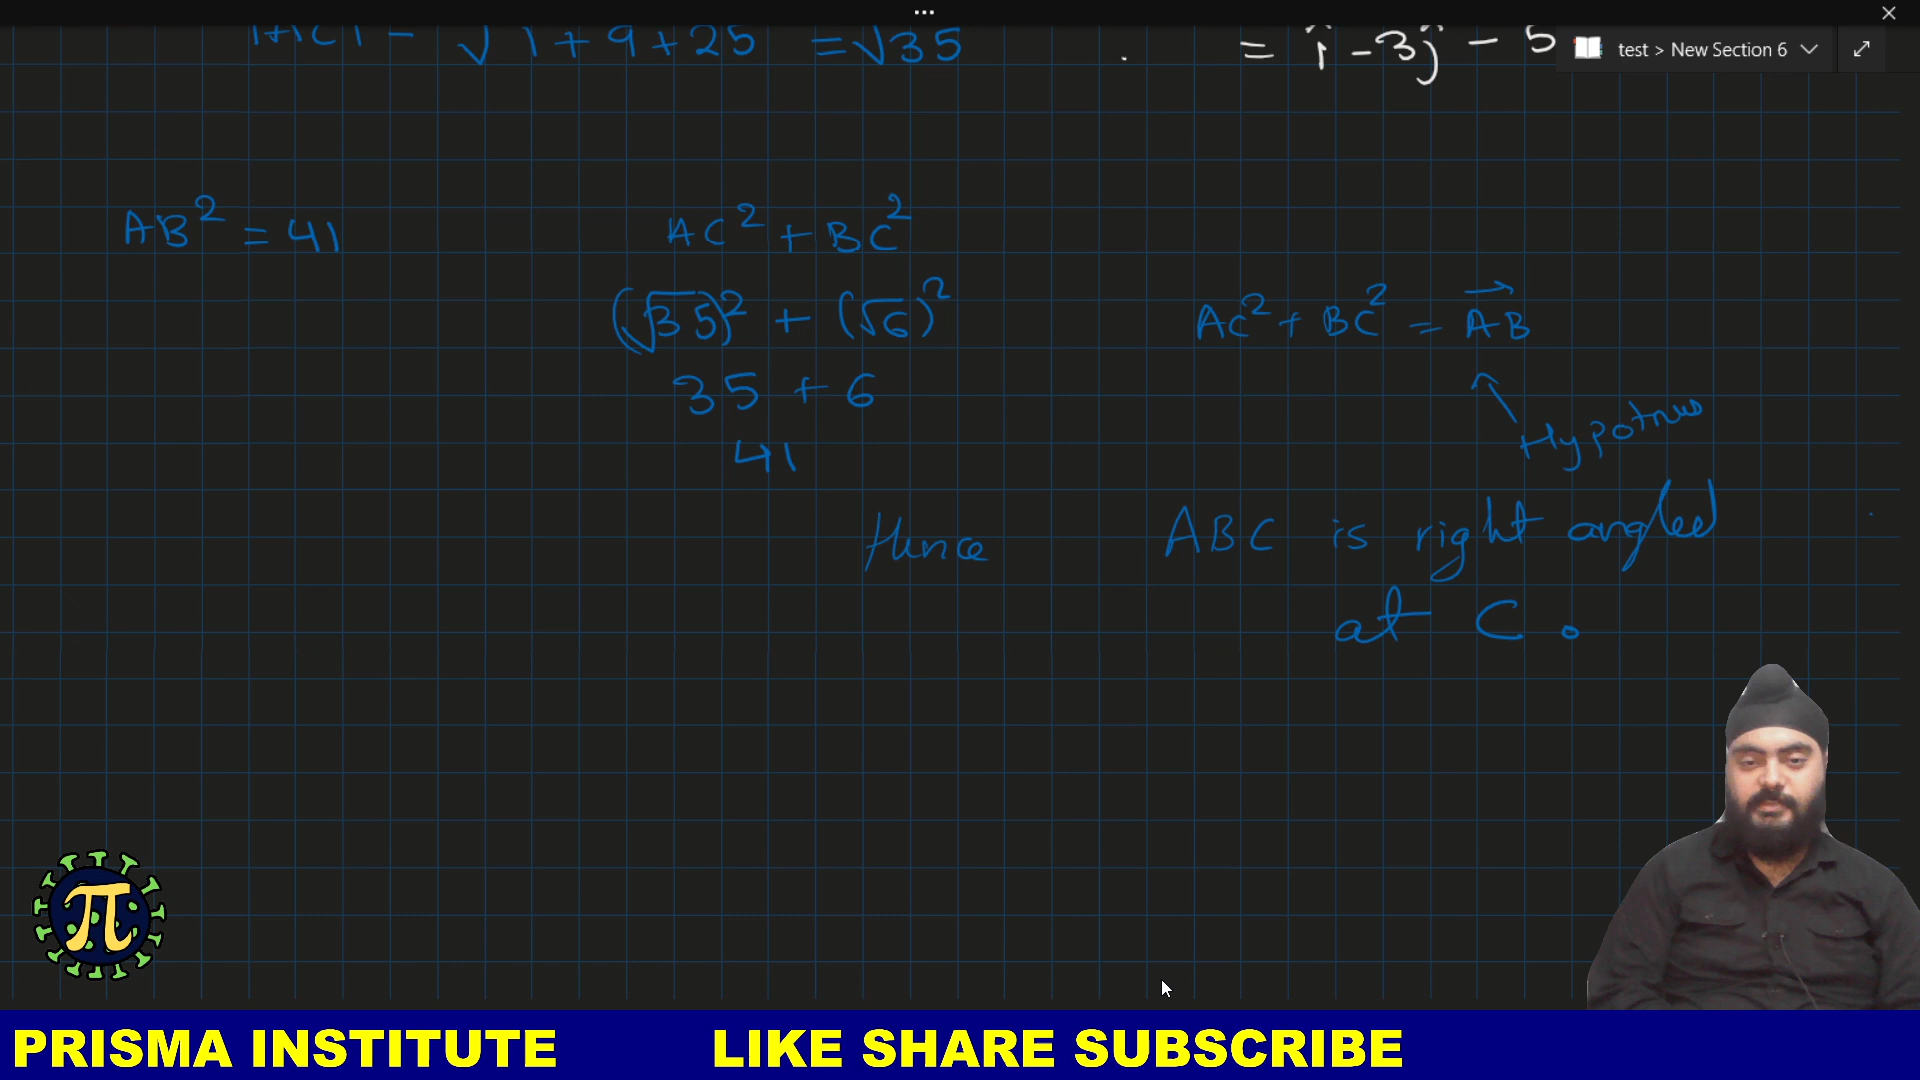 ...
|AC| = √1+9+25 = √35
= i - 3j - 5
test > New Section 6
AB² = 41
AC² + BC²
(√35)² + (√6)²
35 + 6
41
AC² + BC² = AB
Hypotnus
Hence ABC is right angled
at C.
π
PRISMA INSTITUTE LIKE SHARE SUBSCRIBE